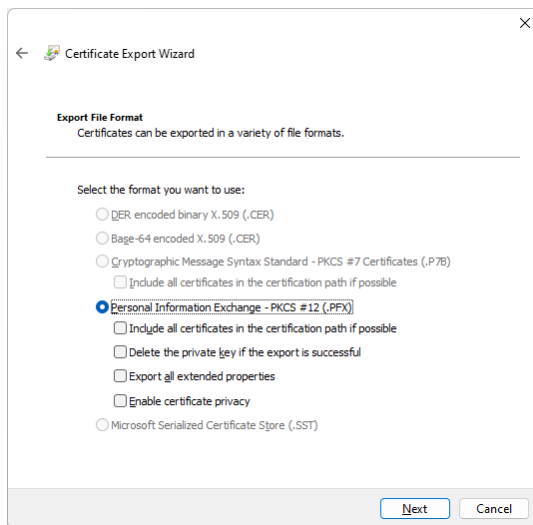 Certificate Export Wizard
Export File Format
Certificates can be exported in a variety of file formats.
Select the format you want to use:
DER encoded binary X.509 (.CER)
Base-64 encoded X.509 (.CER)
Cryptographic Message Syntax Standard - PKCS #7 Certificates (.P7B)
Include all certificates in the certification path if possible
Personal Information Exchange - PKCS #12 (.PFX)
Include all certificates in the certification path if possible
Delete the private key if the export is successful
Export all extended properties
Enable certificate privacy
Microsoft Serialized Certificate Store (.SST)
Next Cancel